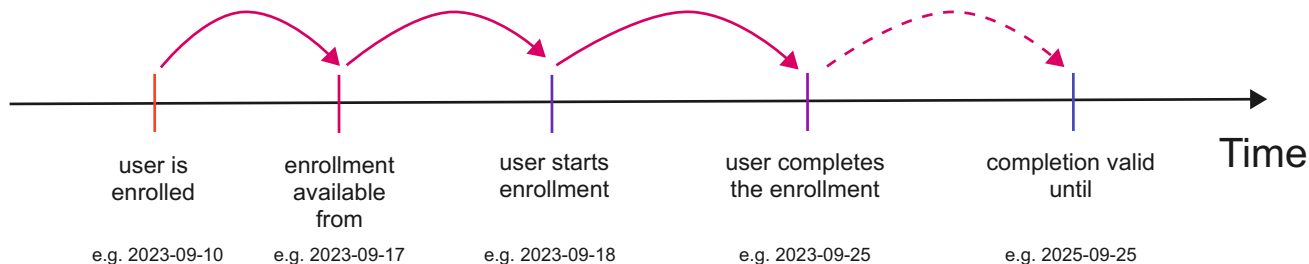 user is
enrolled
enrollment
available
from
user starts
enrollment
user completes
the enrollment
completion valid
until
Time
e.g. 2023-09-10
e.g. 2023-09-17
e.g. 2023-09-18
e.g. 2023-09-25
e.g. 2025-09-25